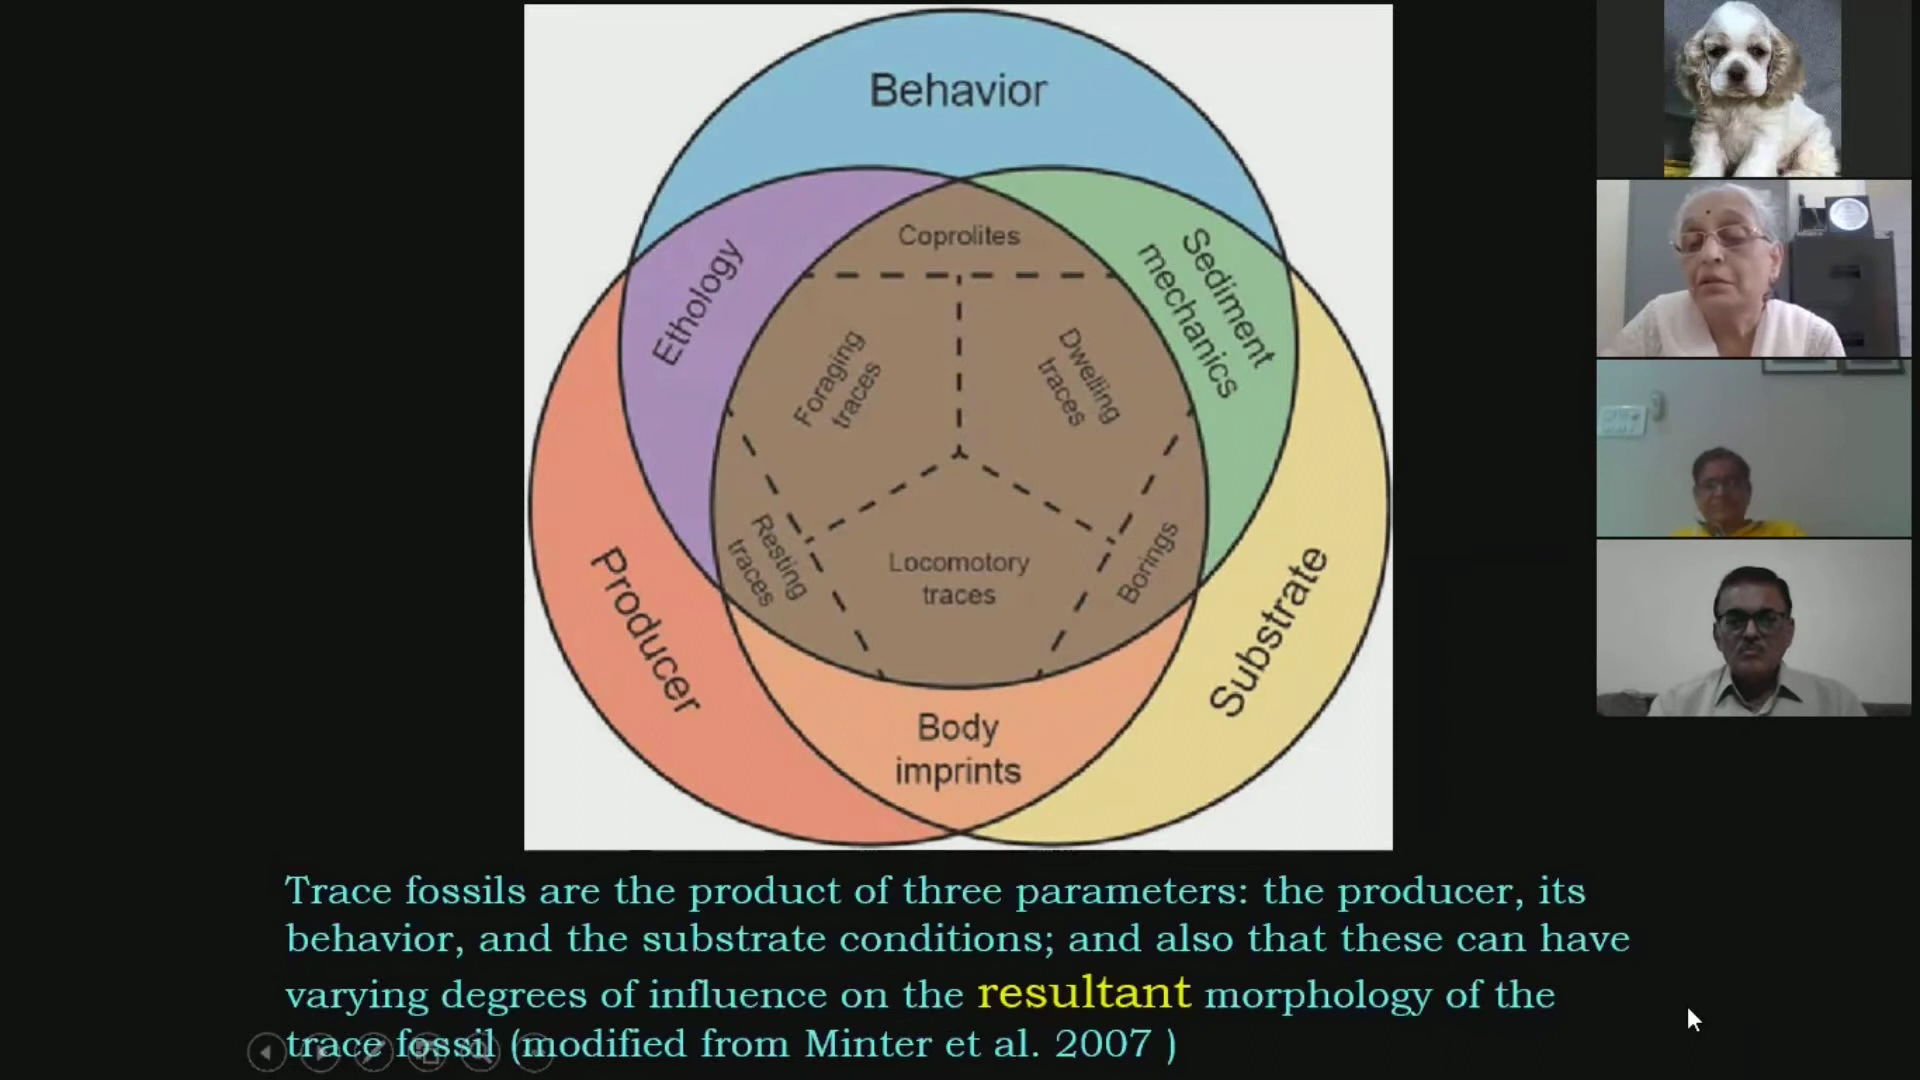 Behavior
Ethology
Coprolites
Sediment
mechanics
Foraging
traces
Dwelling
traces
Resting
traces
Locomotory
traces
Borings
Producer
Substrate
Body
imprints
Trace fossils are the product of three parameters: the producer, its
behavior, and the substrate conditions; and also that these can have
varying degrees of influence on the resultant morphology of the
trace fossil (modified from Minter et al. 2007 )